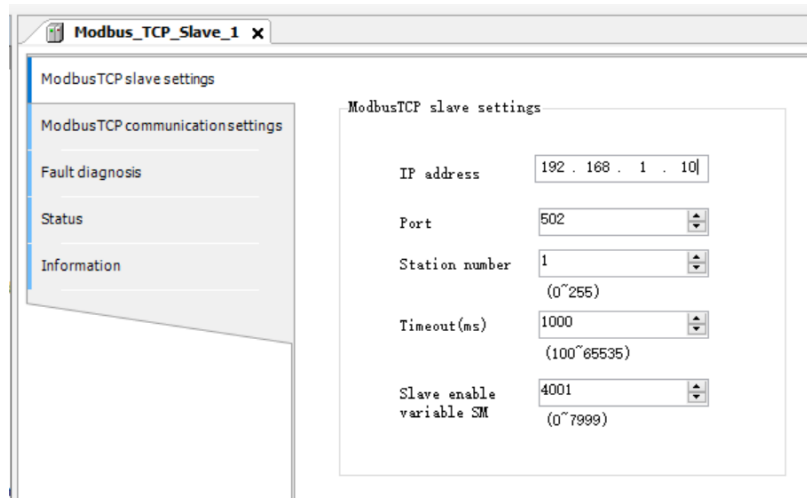 Modbus_TCP_Slave_1 x
ModbusTCP slave settings
ModbusTCP communication settings
Fault diagnosis
Status
Information
ModbusTCP slave settings
IP address 192 . 168 . 1 . 10
Port 502
Station number 1
(0~255)
Timeout(ms) 1000
(100~65535)
Slave enable 4001
variable SM
(0~7999)